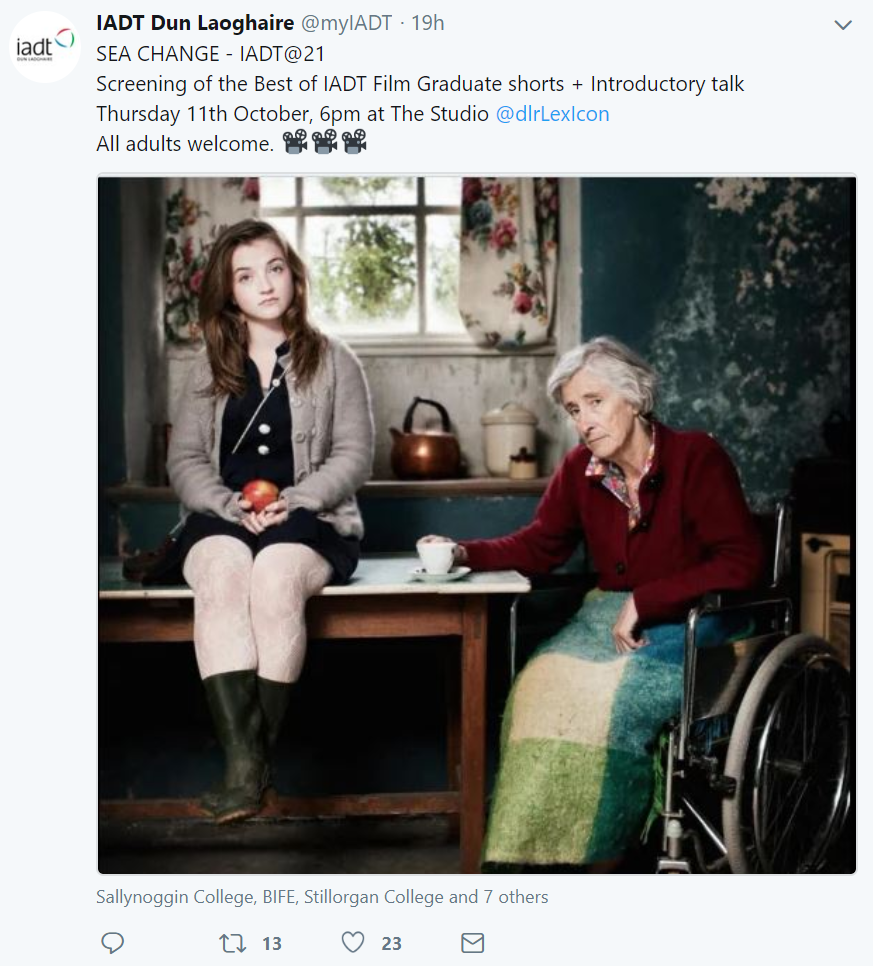 iadt
DUN LAOGHAIRE
IADT Dun Laoghaire @myIADT · 19h
SEA CHANGE - IADT@21
Screening of the Best of IADT Film Graduate shorts + Introductory talk
Thursday 11th October, 6pm at The Studio @dlrLexIcon
All adults welcome. 🎥🎥🎥
Sallynoggin College, BIFE, Stillorgan College and 7 others
13 23